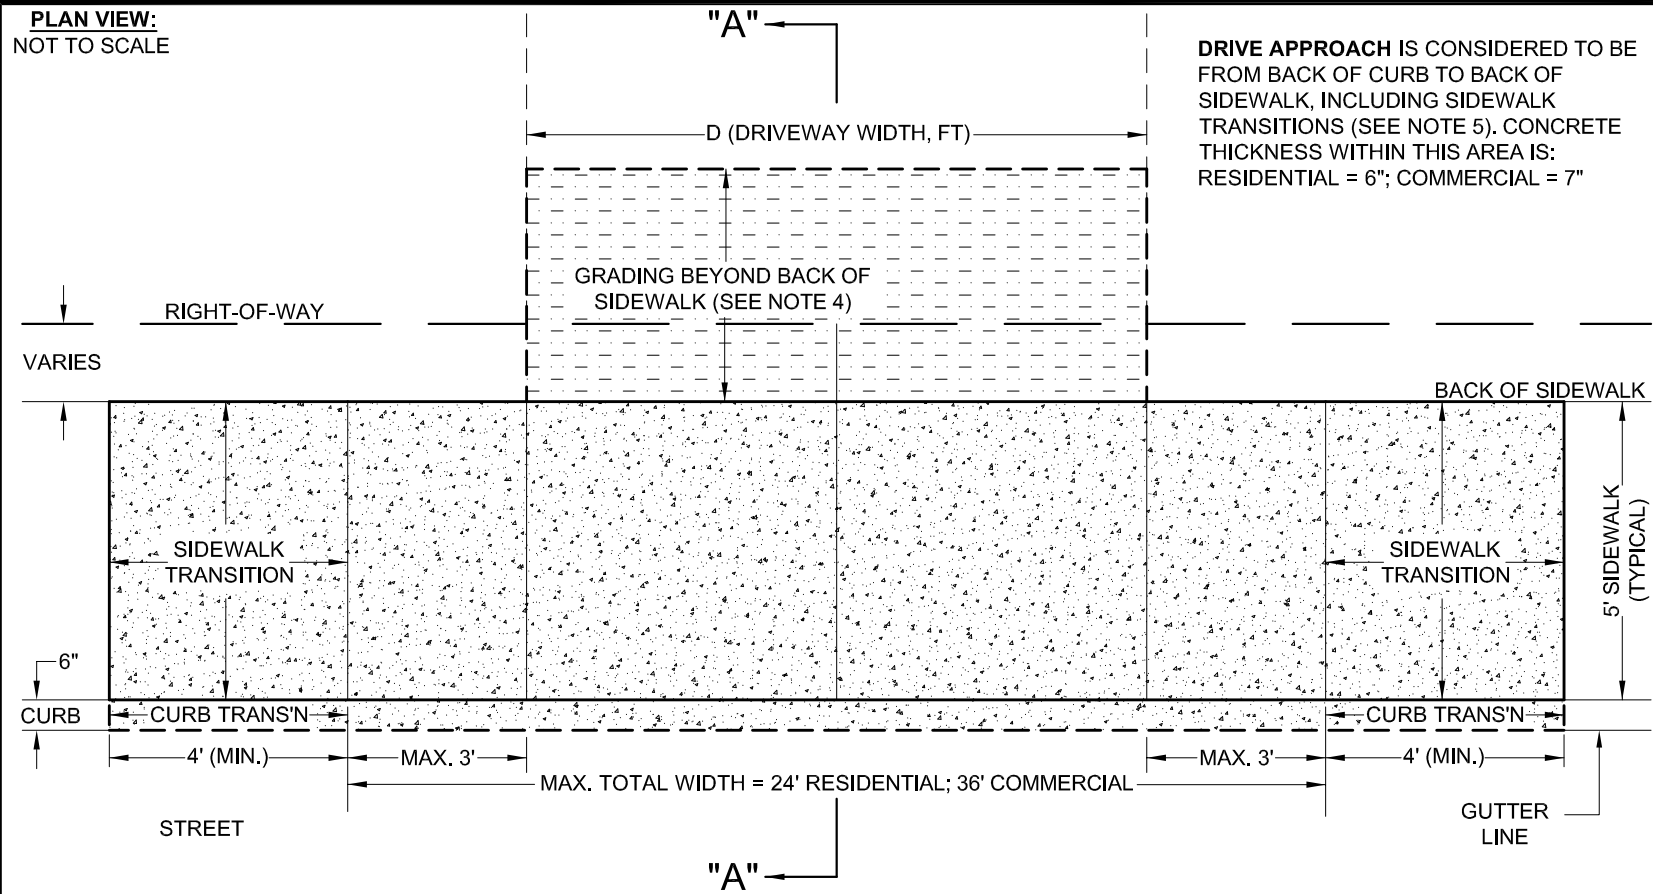 PLAN VIEW:
NOT TO SCALE
"A"
DRIVE APPROACH IS CONSIDERED TO BE
FROM BACK OF CURB TO BACK OF
SIDEWALK, INCLUDING SIDEWALK
TRANSITIONS (SEE NOTE 5). CONCRETE
THICKNESS WITHIN THIS AREA IS:
RESIDENTIAL = 6"; COMMERCIAL = 7"
D (DRIVEWAY WIDTH, FT)
GRADING BEYOND BACK OF
SIDEWALK (SEE NOTE 4)
RIGHT-OF-WAY
VARIES
BACK OF SIDEWALK
SIDEWALK
TRANSITION
SIDEWALK
TRANSITION
5' SIDEWALK
(TYPICAL)
6"
CURB
CURB TRANS'N
CURB TRANS'N
4' (MIN.)
MAX. 3'
MAX. 3'
4' (MIN.)
MAX. TOTAL WIDTH = 24' RESIDENTIAL; 36' COMMERCIAL
STREET
GUTTER
LINE
"A"